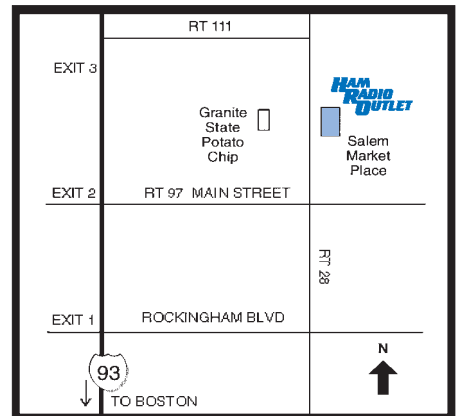 RT 111
EXIT 3
HAM
RADIO
OUTLET
Granite
State
Potato
Chip
Salem
Market
Place
EXIT 2
RT 97 MAIN STREET
RT 28
EXIT 1
ROCKINGHAM BLVD
N
93
TO BOSTON